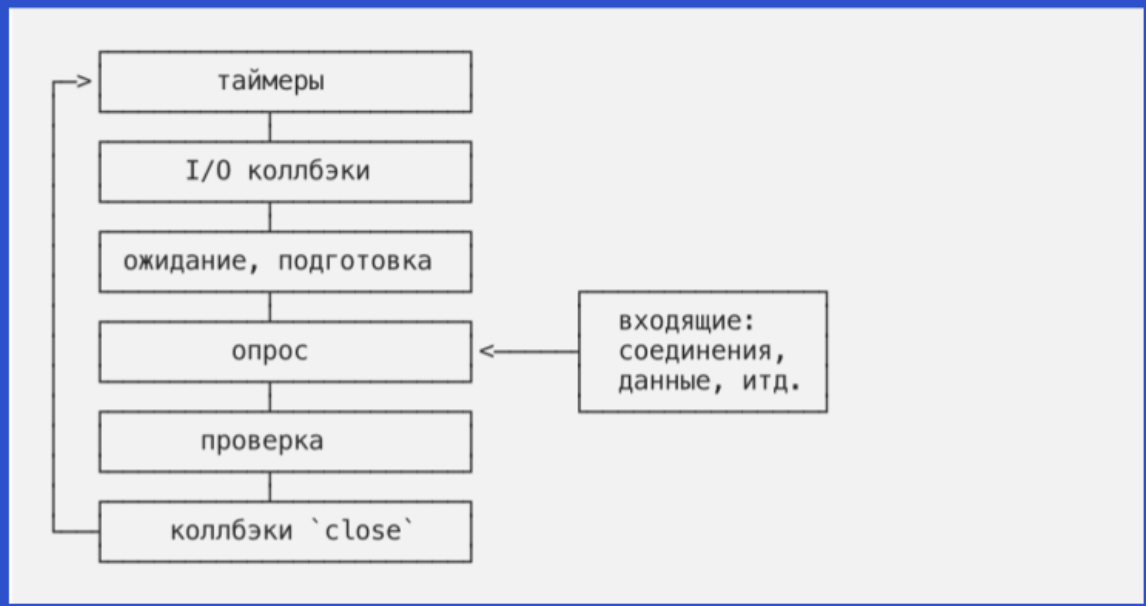 таймеры
I/O коллбэки
ожидание, подготовка
опрос
входящие:
соединения,
данные, итд.
проверка
коллбэки `close`